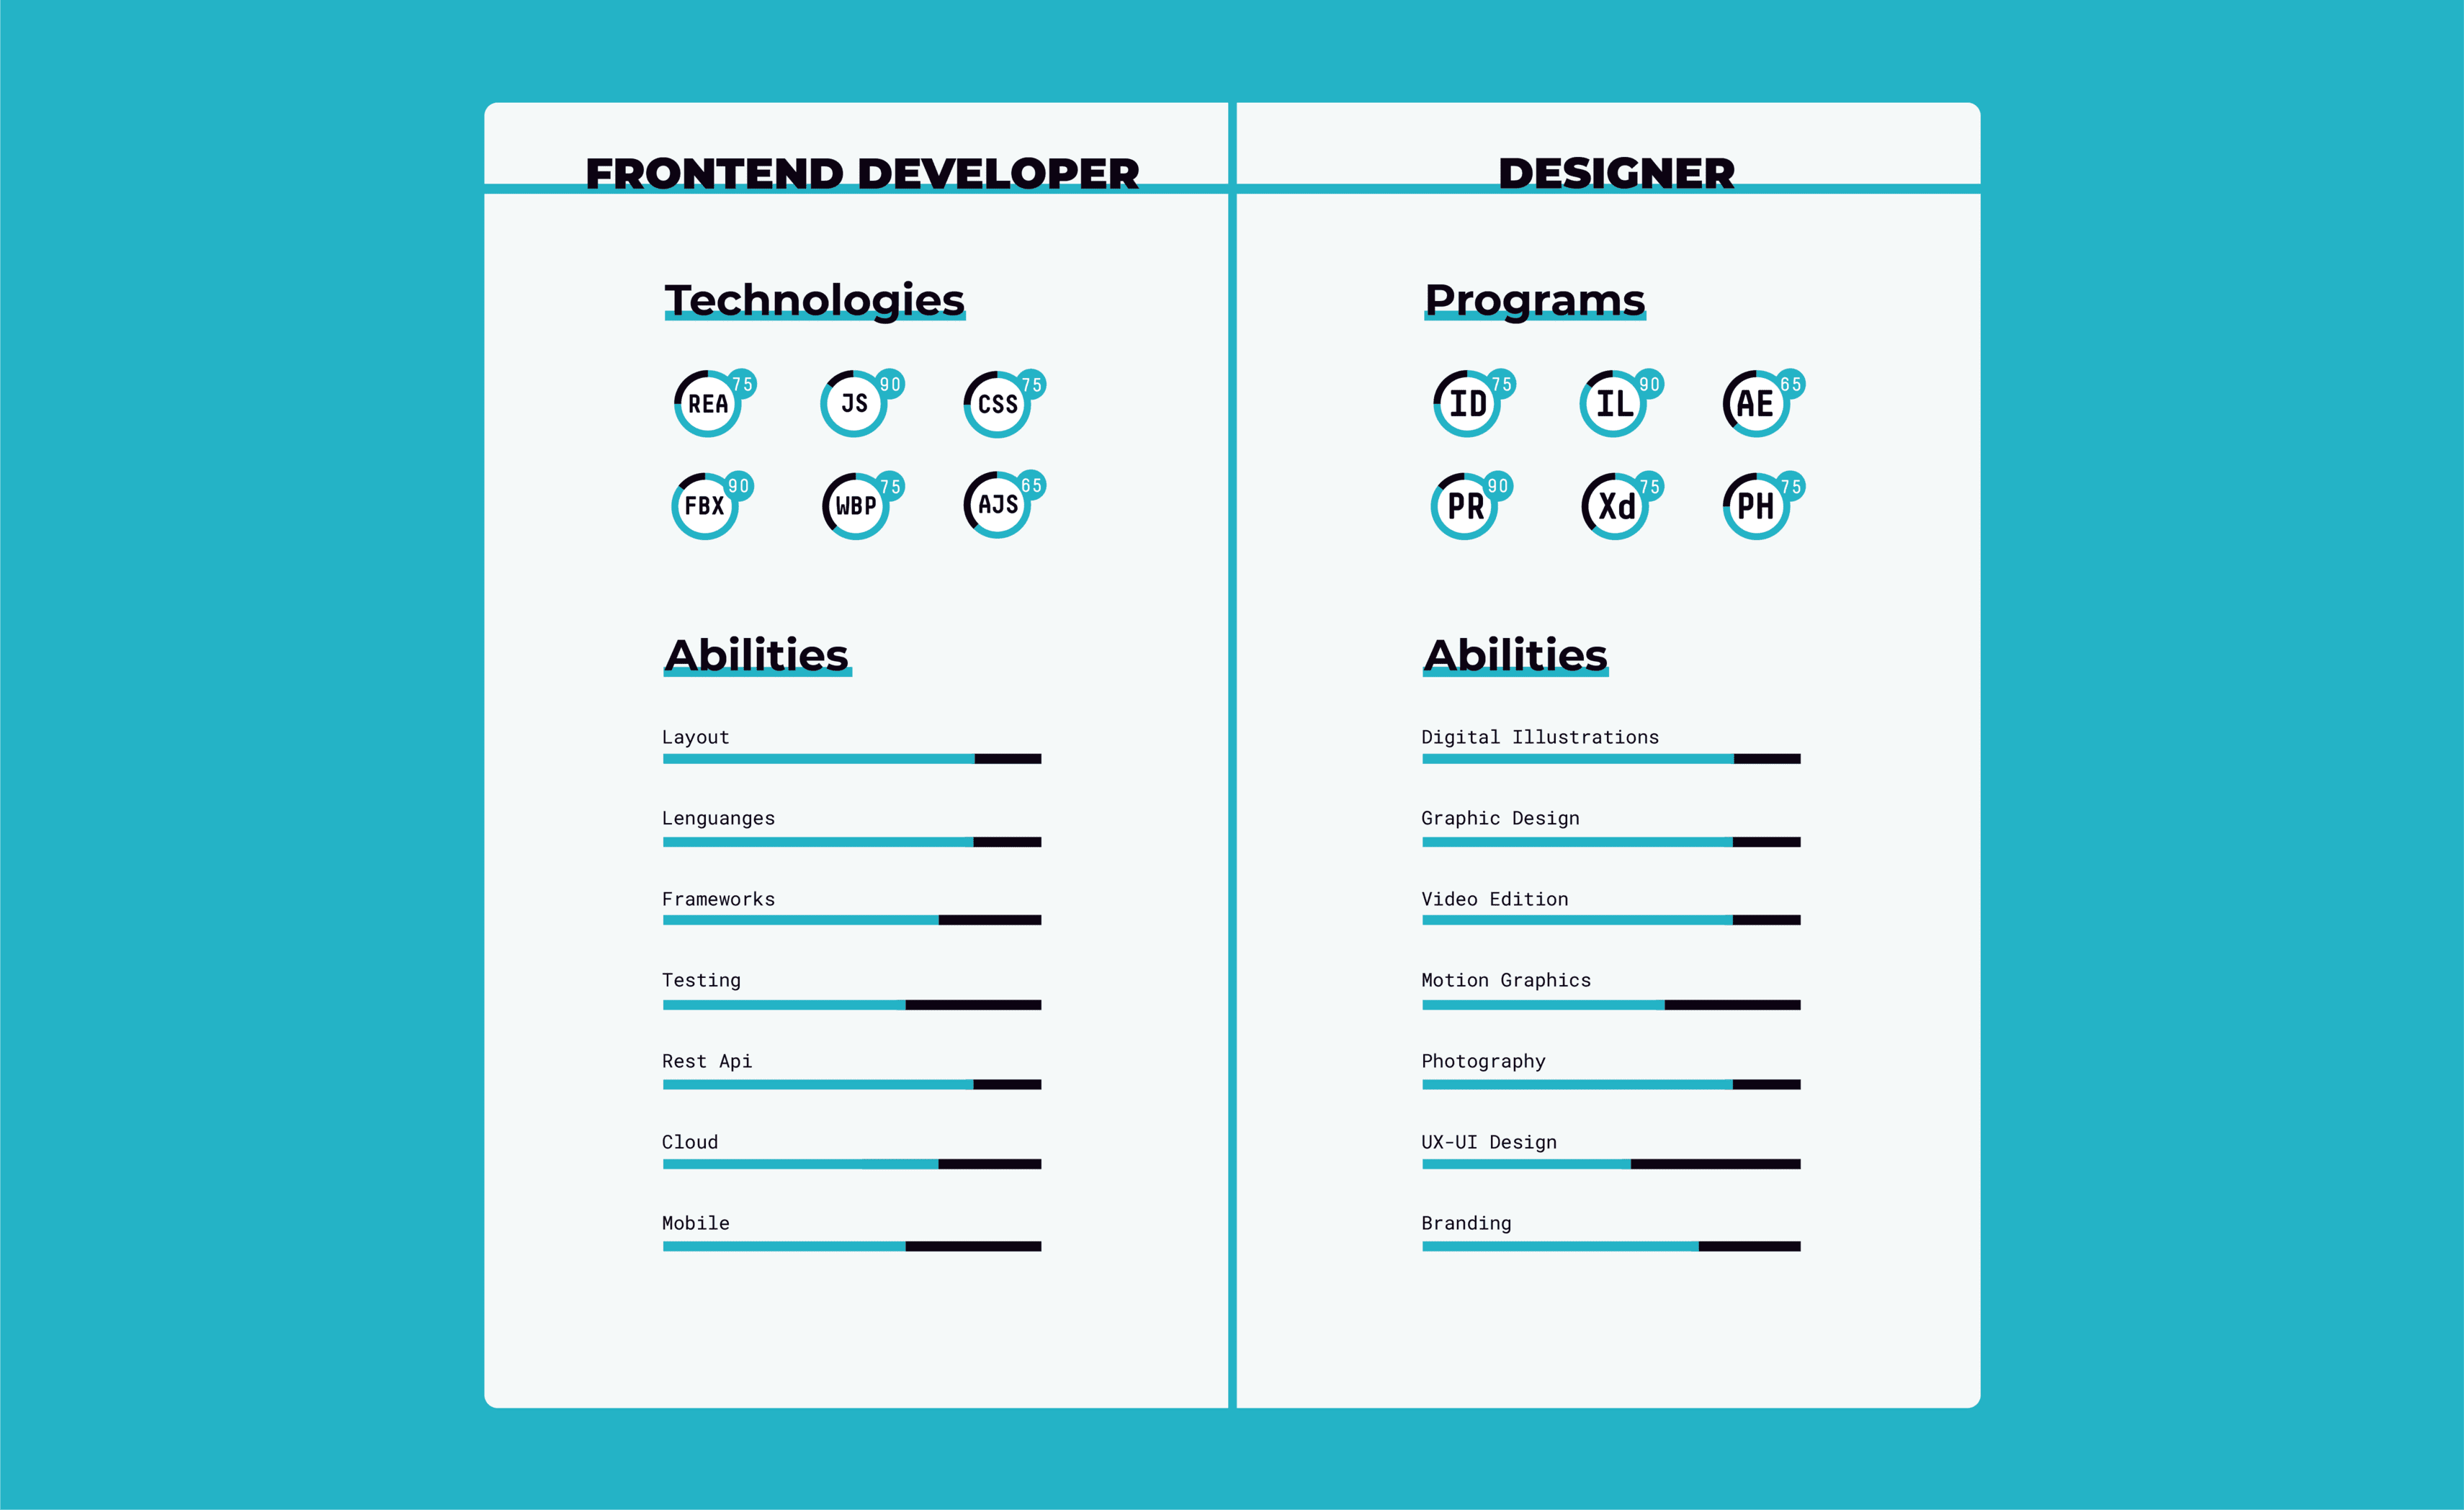 FRONTEND DEVELOPER
Technologies
REA 75
JS 90
CSS 75
FBX 90
WBP 75
AJS 65
Abilities
Layout
Lenguanges
Frameworks
Testing
Rest Api
Cloud
Mobile
DESIGNER
Programs
ID 75
IL 90
AE 65
PR 90
Xd 75
PH 75
Abilities
Digital Illustrations
Graphic Design
Video Edition
Motion Graphics
Photography
UX-UI Design
Branding